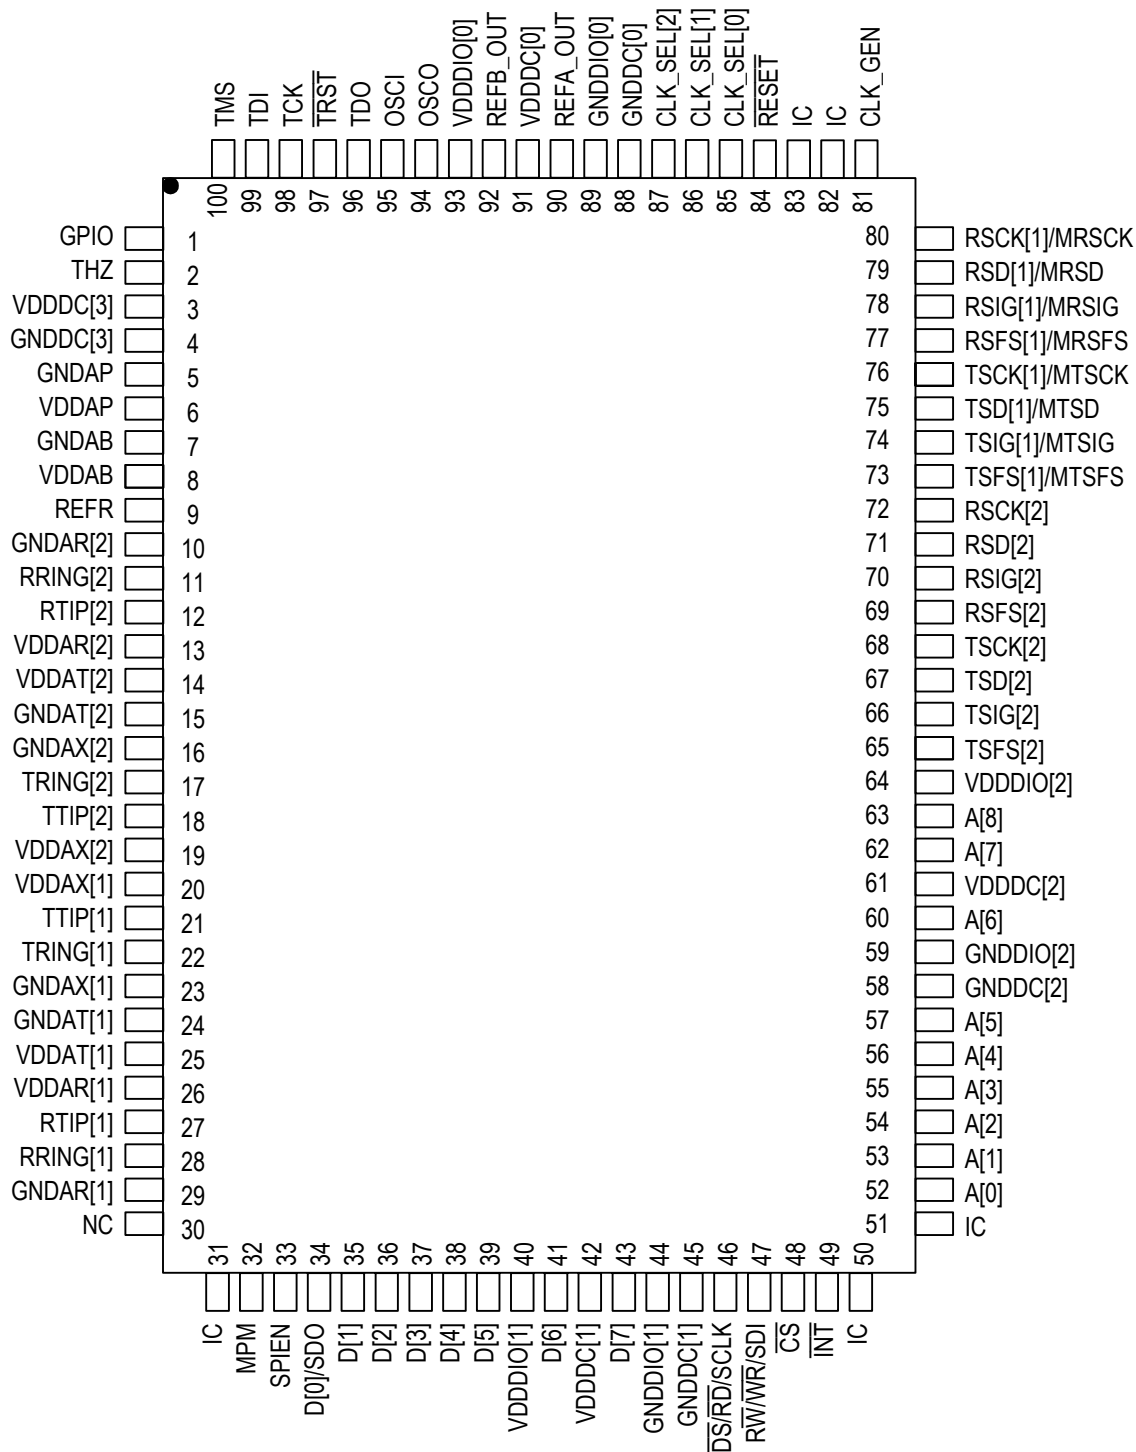 TMS
TDI
TCK
TRST
TDO
OSCI
OSCO
VDDDIO[0]
REFB_OUT
VDDDC[0]
REFA_OUT
GNDDIO[0]
GNDDC[0]
CLK_SEL[2]
CLK_SEL[1]
CLK_SEL[0]
RESET
IC
IC
CLK_GEN
100
99
98
97
96
95
94
93
92
91
90
89
88
87
86
85
84
83
82
81
GPIO 1
THZ 2
VDDDC[3] 3
GNDDC[3] 4
GNDAP 5
VDDAP 6
GNDAB 7
VDDAB 8
REFR 9
GNDAR[2] 10
RRING[2] 11
RTIP[2] 12
VDDAR[2] 13
VDDAT[2] 14
GNDAT[2] 15
GNDAX[2] 16
TRING[2] 17
TTIP[2] 18
VDDAX[2] 19
VDDAX[1] 20
TTIP[1] 21
TRING[1] 22
GNDAX[1] 23
GNDAT[1] 24
VDDAT[1] 25
VDDAR[1] 26
RTIP[1] 27
RRING[1] 28
GNDAR[1] 29
NC 30
80 RSCK[1]/MRSCK
79 RSD[1]/MRSD
78 RSIG[1]/MRSIG
77 RSFS[1]/MRSFS
76 TSCK[1]/MTSCK
75 TSD[1]/MTSD
74 TSIG[1]/MTSIG
73 TSFS[1]/MTSFS
72 RSCK[2]
71 RSD[2]
70 RSIG[2]
69 RSFS[2]
68 TSCK[2]
67 TSD[2]
66 TSIG[2]
65 TSFS[2]
64 VDDDIO[2]
63 A[8]
62 A[7]
61 VDDDC[2]
60 A[6]
59 GNDDIO[2]
58 GNDDC[2]
57 A[5]
56 A[4]
55 A[3]
54 A[2]
53 A[1]
52 A[0]
51 IC
31
32
33
34
35
36
37
38
39
40
41
42
43
44
45
46
47
48
49
50
IC
MPM
SPIEN
D[0]/SDO
D[1]
D[2]
D[3]
D[4]
D[5]
VDDDIO[1]
D[6]
VDDDC[1]
D[7]
GNDDIO[1]
GNDDC[1]
DS/RD/SCLK
RW/WR/SDI
CS
INT
IC